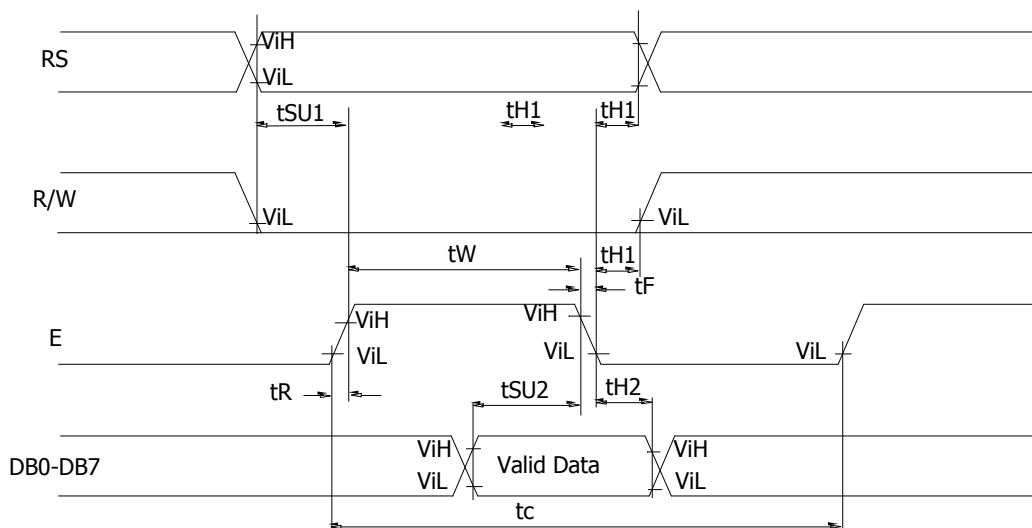 ViH
RS
ViL
tSU1 tH1 tH1
R/W
ViL ViL
tW tH1
tF
ViH ViH
E
ViL ViL ViL
tR tSU2 tH2
ViH ViH
DB0-DB7 Valid Data
ViL ViL
tc